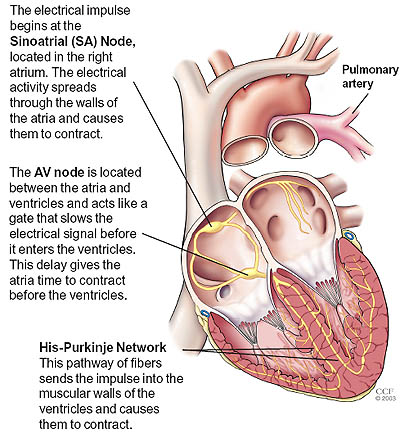 The electrical impulse
begins at the
Sinoatrial (SA) Node,
located in the right
atrium. The electrical
activity spreads
through the walls of
the atria and causes
them to contract.
Pulmonary
artery
The AV node is located
between the atria and
ventricles and acts like a
gate that slows the
electrical signal before
it enters the ventricles.
This delay gives the
atria time to contract
before the ventricles.
His-Purkinje Network
This pathway of fibers
sends the impulse into the
muscular walls of the
ventricles and causes
them to contract.
CCF
© 2003